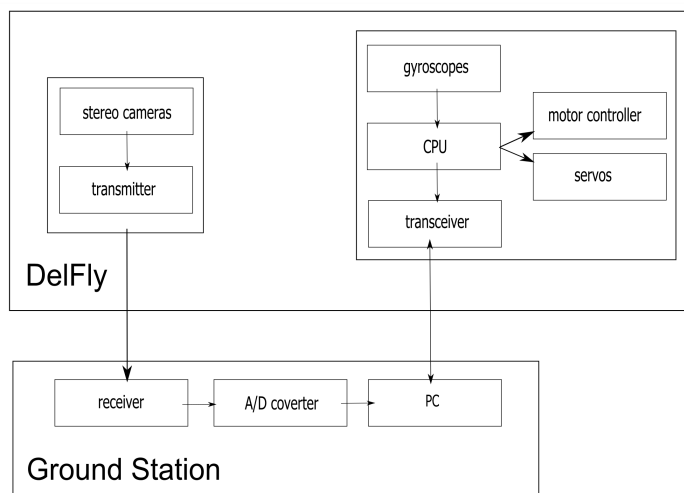 gyroscopes
stereo cameras
motor controller
CPU
servos
transmitter
transceiver
DelFly
receiver
A/D coverter
PC
Ground Station